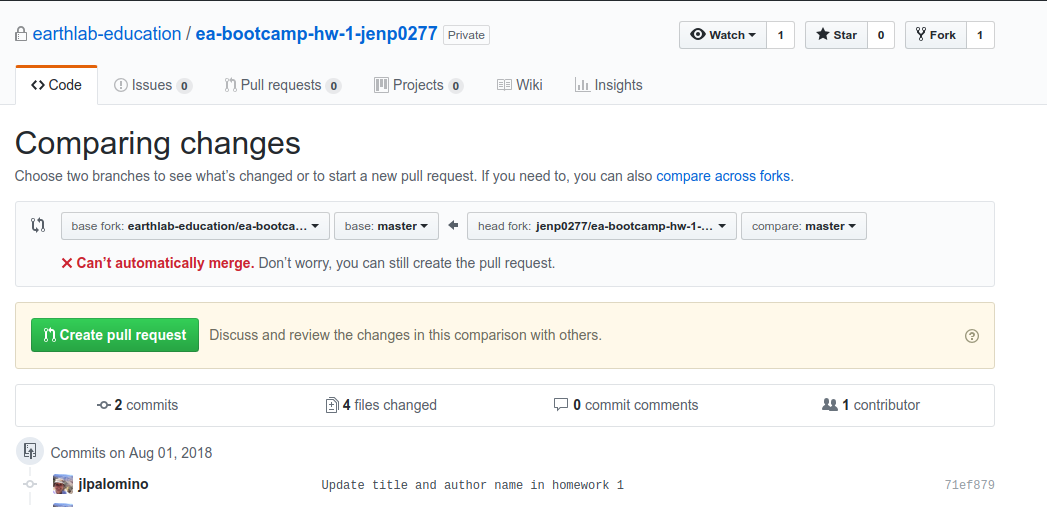 earthlab-education / ea-bootcamp-hw-1-jenp0277 Private Watch 1 Star 0 Fork 1
Code Issues 0 Pull requests 0 Projects 0 Wiki Insights
Comparing changes
Choose two branches to see what’s changed or to start a new pull request. If you need to, you can also compare across forks.
base fork: earthlab-education/ea-bootca... base: master head fork: jenp0277/ea-bootcamp-hw-1-... compare: master
Can’t automatically merge. Don’t worry, you can still create the pull request.
Create pull request Discuss and review the changes in this comparison with others.
2 commits 4 files changed 0 commit comments 1 contributor
Commits on Aug 01, 2018
jlpalomino Update title and author name in homework 1 71ef879